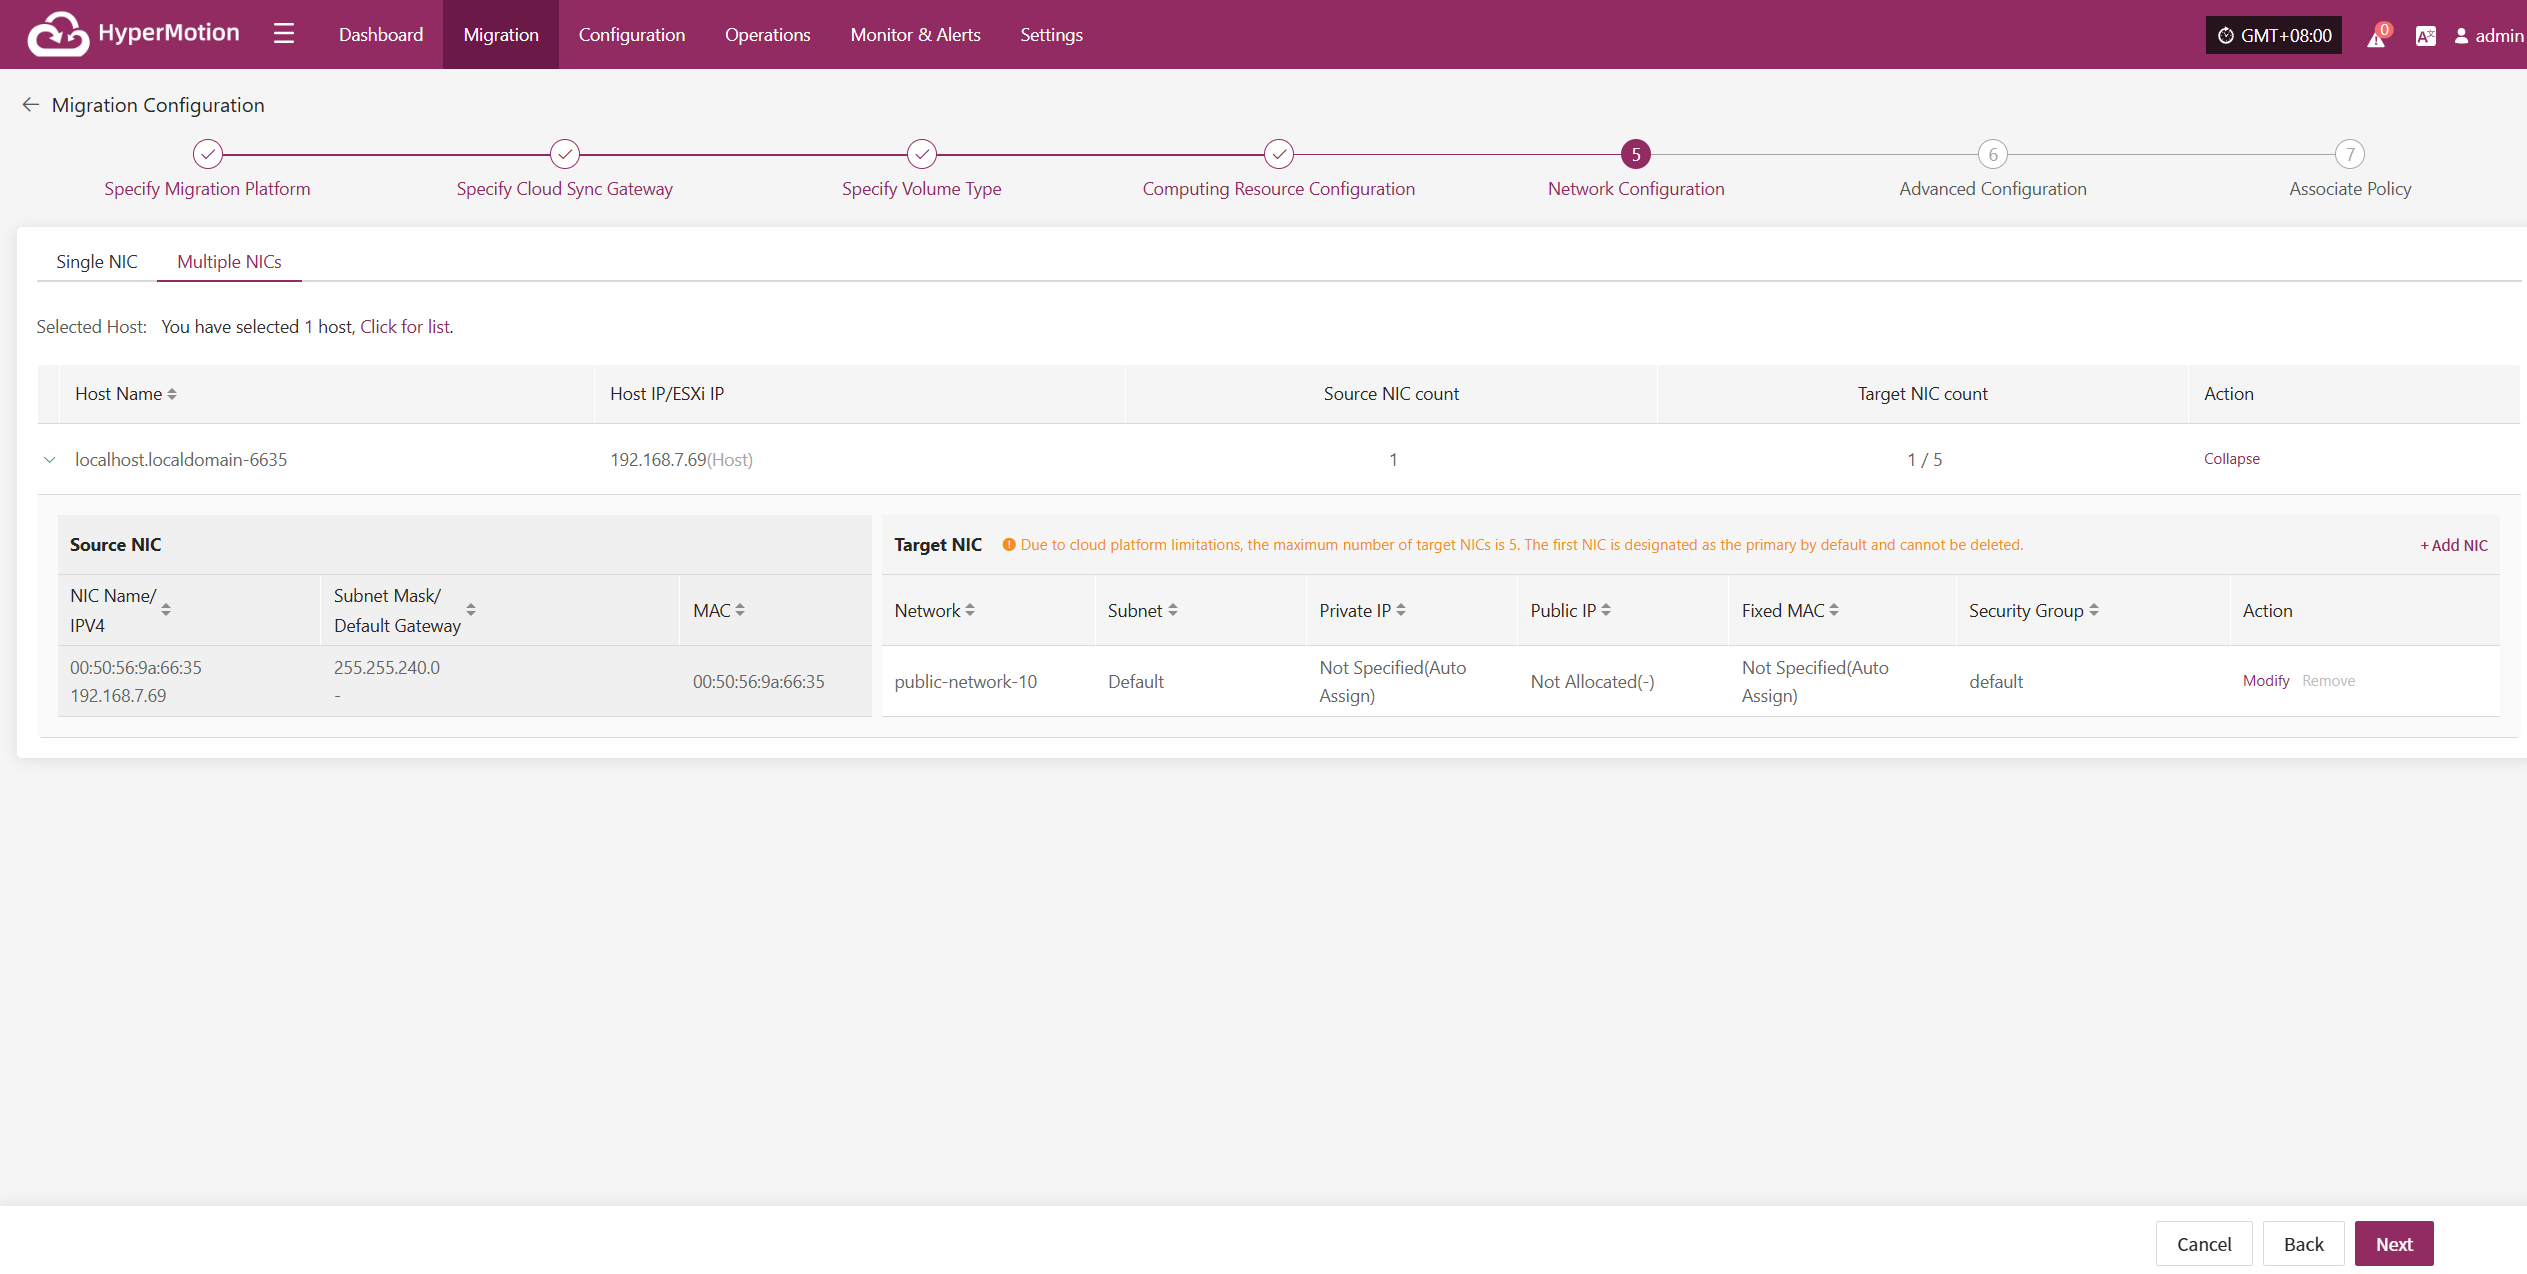 HyperMotion
Dashboard
Migration
Configuration
Operations
Monitor & Alerts
Settings
GMT+08:00
0
admin
Migration Configuration
5
6
7
Specify Migration Platform
Specify Cloud Sync Gateway
Specify Volume Type
Computing Resource Configuration
Network Configuration
Advanced Configuration
Associate Policy
Single NIC
Multiple NICs
Selected Host: You have selected 1 host, Click for list.
Host Name
Host IP/ESXi IP
Source NIC count
Target NIC count
Action
localhost.localdomain-6635
192.168.7.69(Host)
1
1 / 5
Collapse
Source NIC
NIC Name/
IPV4
Subnet Mask/
Default Gateway
MAC
00:50:56:9a:66:35
192.168.7.69
255.255.240.0
-
00:50:56:9a:66:35
Target NIC
Due to cloud platform limitations, the maximum number of target NICs is 5. The first NIC is designated as the primary by default and cannot be deleted.
+ Add NIC
Network
Subnet
Private IP
Public IP
Fixed MAC
Security Group
Action
public-network-10
Default
Not Specified(Auto
Assign)
Not Allocated(-)
Not Specified(Auto
Assign)
default
Modify
Remove
Cancel
Back
Next